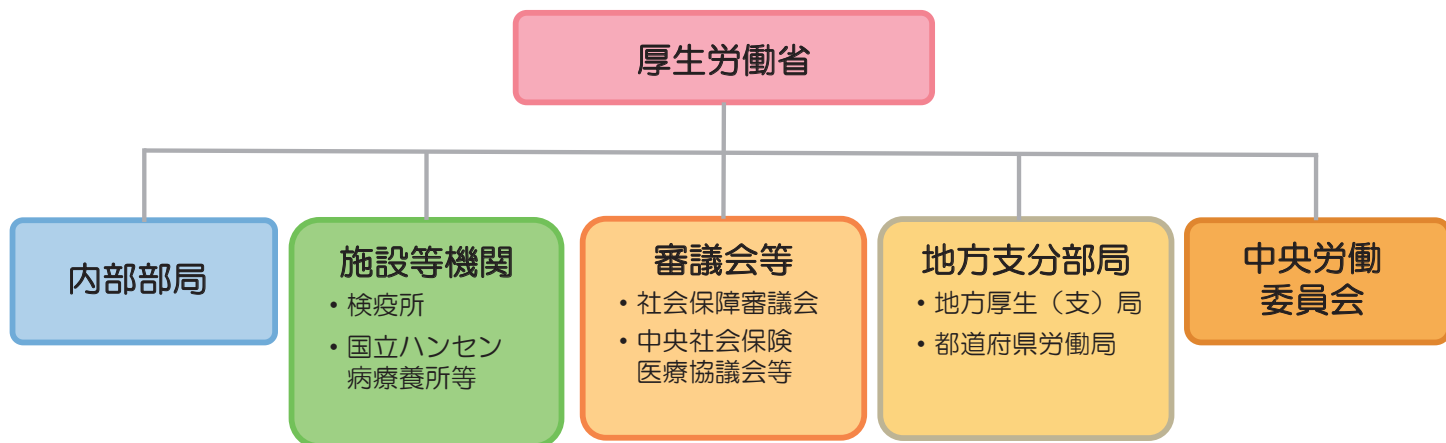 厚生労働省
内部部局
施設等機関
・検疫所
・国立ハンセン
病療養所等
審議会等
・社会保障審議会
・中央社会保険
医療協議会等
地方支分部局
・地方厚生（支）局
・都道府県労働局
中央労働
委員会